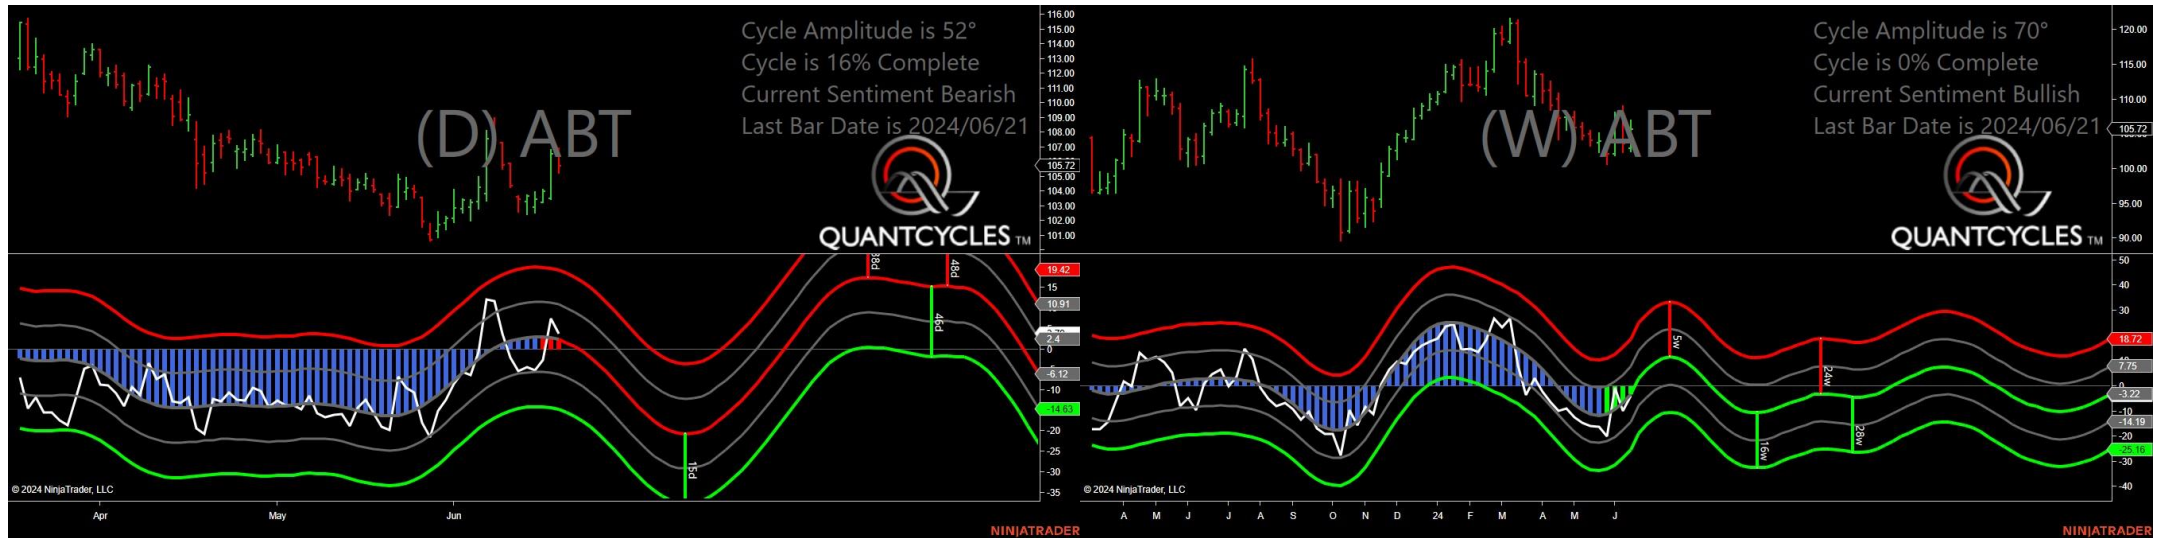 Cycle Amplitude is 52°
Cycle is 16% Complete
Current Sentiment Bearish
Last Bar Date is 2024/06/21
(D) ABT
QUANTCYCLES TM
116.00
115.00
114.00
113.00
112.00
111.00
110.00
109.00
108.00
107.00
105.72
105.00
104.00
103.00
102.00
101.00
38d
48d
46d
15d
19.42
15
10.91
2.4
0
-6.12
-10
-14.63
-20
-25
-30
-35
© 2024 NinjaTrader, LLC
Apr May Jun
NINJATRADER
Cycle Amplitude is 70°
Cycle is 0% Complete
Current Sentiment Bullish
Last Bar Date is 2024/06/21
(W) ABT
QUANTCYCLES TM
120.00
115.00
110.00
105.72
100.00
95.00
90.00
5w
24w
16w
28w
50
40
30
18.72
7.75
0
-3.22
-10
-14.19
-20
-25.16
-30
-40
© 2024 NinjaTrader, LLC
A M J J A S O N D 24 F M A M J
NINJATRADER